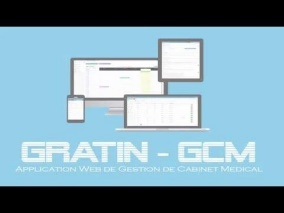 GRATIN - GCM
APPLICATION WEB DE GESTION DE CABINET MEDICAL